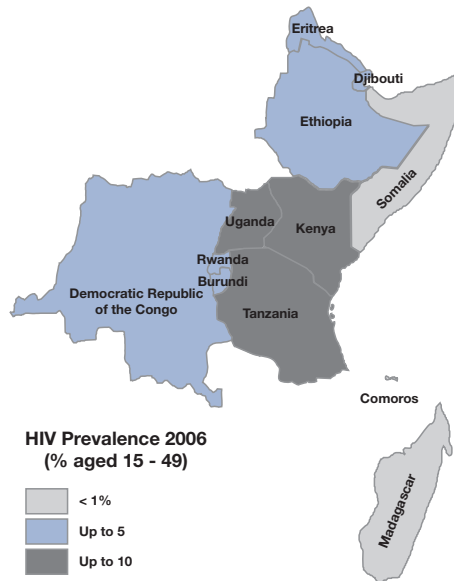 Eritrea
Djibouti
Ethiopia
Somalia
Uganda
Kenya
Rwanda
Burundi
Democratic Republic
of the Congo
Tanzania
Comoros
Madagascar
HIV Prevalence 2006
(% aged 15 - 49)
< 1%
Up to 5
Up to 10